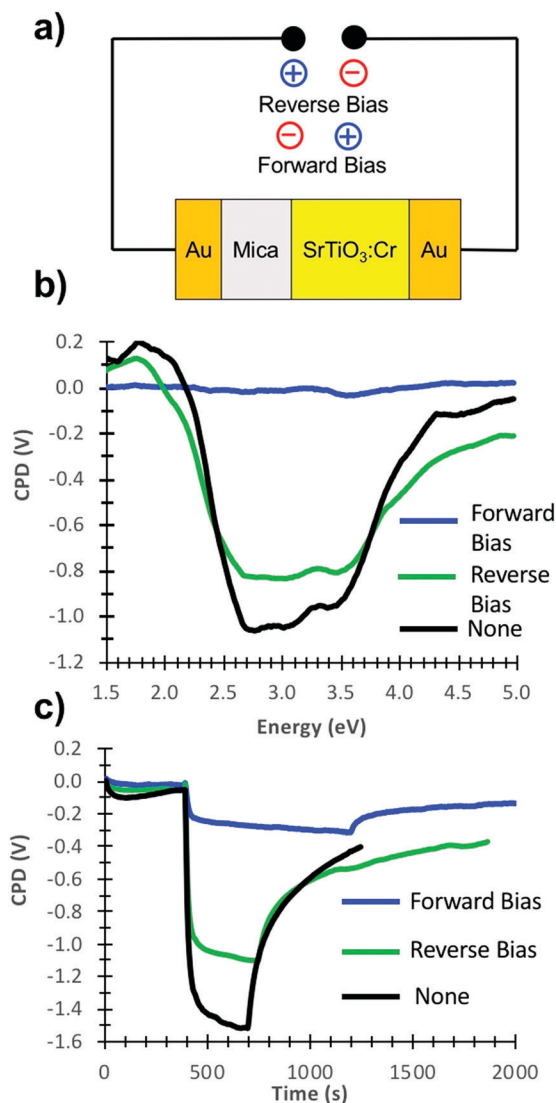 a)
+ −
Reverse Bias
− +
Forward Bias
Au Mica SrTiO₃:Cr Au
b)
0.2
0.0
-0.2
-0.4
-0.6
-0.8
-1.0
-1.2
CPD (V)
Forward
Bias
Reverse
Bias
None
1.5 2.0 2.5 3.0 3.5 4.0 4.5 5.0
Energy (eV)
c)
0.2
0.0
-0.2
-0.4
-0.6
-0.8
-1.0
-1.2
-1.4
-1.6
CPD (V)
Forward Bias
Reverse Bias
None
0 500 1000 1500 2000
Time (s)